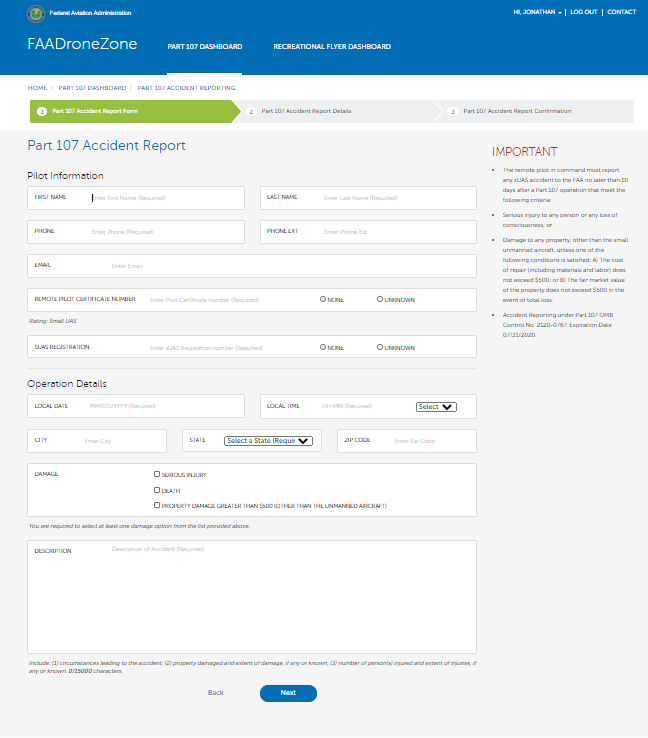 Federal Aviation Administration
HI, JONATHAN | LOG OUT | CONTACT
FAADroneZone
PART 107 DASHBOARD
RECREATIONAL FLYER DASHBOARD
HOME / PART 107 DASHBOARD / PART 107 ACCIDENT REPORTING
1 Part 107 Accident Report Form
2 Part 107 Accident Report Details
3 Part 107 Accident Report Confirmation
Part 107 Accident Report
Pilot Information
FIRST NAME Enter First Name (Required)
LAST NAME Enter Last Name (Required)
PHONE Enter Phone (Required)
PHONE EXT Enter Phone Ext
EMAIL Enter Email
REMOTE PILOT CERTIFICATE NUMBER Enter Pilot Certificate number (Required) NONE UNKNOWN
Rating: Small UAS
SUAS REGISTRATION Enter sUAS Registration number (Required) NONE UNKNOWN
Operation Details
LOCAL DATE MM/DD/YYYY (Required)
LOCAL TIME HH:MM (Required) Select
CITY Enter City
STATE Select a State (Requir
ZIP CODE Enter Zip Code
DAMAGE
SERIOUS INJURY
DEATH
PROPERTY DAMAGE GREATER THAN $500 (OTHER THAN THE UNMANNED AIRCRAFT)
You are required to select at least one damage option from the list provided above.
DESCRIPTION Description of Accident (Required)
Include: (1) circumstances leading to the accident; (2) property damaged and extent of damage, if any or known; (3) number of person(s) injured and extent of injuries, if
any or known. 0/15000 characters.
Back
Next
IMPORTANT
• The remote pilot in command must report
any sUAS accident to the FAA no later than 10
days after a Part 107 operation that meet the
following criteria:
• Serious injury to any person or any loss of
consciousness; or
• Damage to any property, other than the small
unmanned aircraft, unless one of the
following conditions is satisfied: A) The cost
of repair (including materials and labor) does
not exceed $500; or B) The fair market value
of the property does not exceed $500 in the
event of total loss.
• Accident Reporting under Part 107 OMB
Control No. 2120-0767. Expiration Date
07/31/2020.